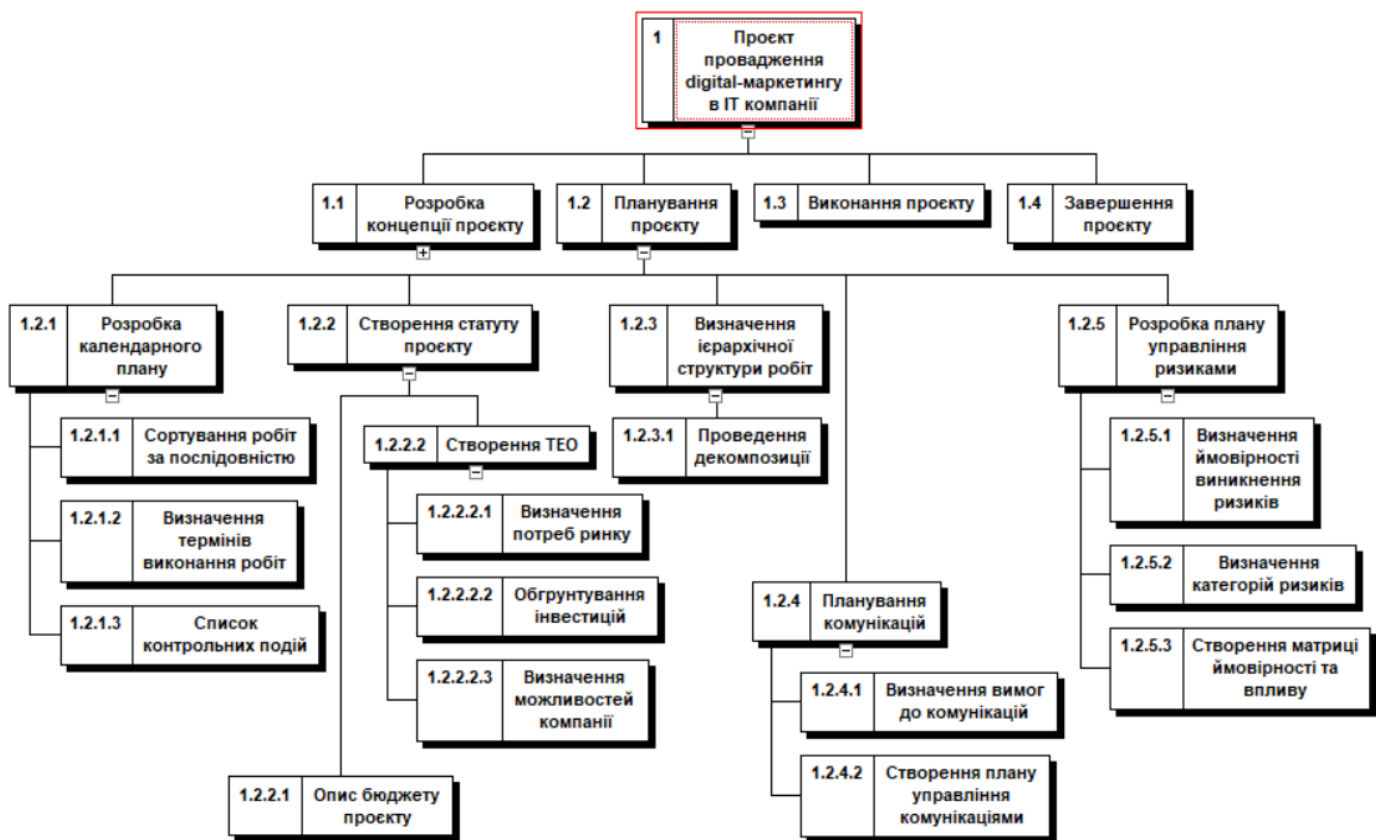 1 Проєкт
провадження
digital-маркетингу
в ІТ компанії
1.1 Розробка
концепції проєкту
1.2 Планування
проєкту
1.3 Виконання проєкту
1.4 Завершення
проєкту
1.2.1 Розробка
календарного
плану
1.2.2 Створення статуту
проєкту
1.2.3 Визначення
ієрархічної
структури робіт
1.2.5 Розробка плану
управління
ризиками
1.2.1.1 Сортування робіт
за послідовністю
1.2.1.2 Визначення
термінів
виконання робіт
1.2.1.3 Список
контрольних подій
1.2.2.2 Створення ТЕО
1.2.2.2.1 Визначення
потреб ринку
1.2.2.2.2 Обгрунтування
інвестицій
1.2.2.2.3 Визначення
можливостей
компанії
1.2.2.1 Опис бюджету
проєкту
1.2.3.1 Проведення
декомпозиції
1.2.4 Планування
комунікацій
1.2.4.1 Визначення вимог
до комунікацій
1.2.4.2 Створення плану
управління
комунікаціями
1.2.5.1 Визначення
ймовірності
виникнення
ризиків
1.2.5.2 Визначення
категорій ризиків
1.2.5.3 Створення матриці
ймовірності та
впливу